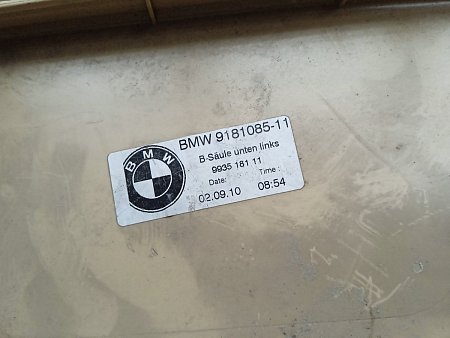 BMW
BMW 9181085-11
B-Säule unten links
9935 181 11
Date: Time:
02.09.10 08:54